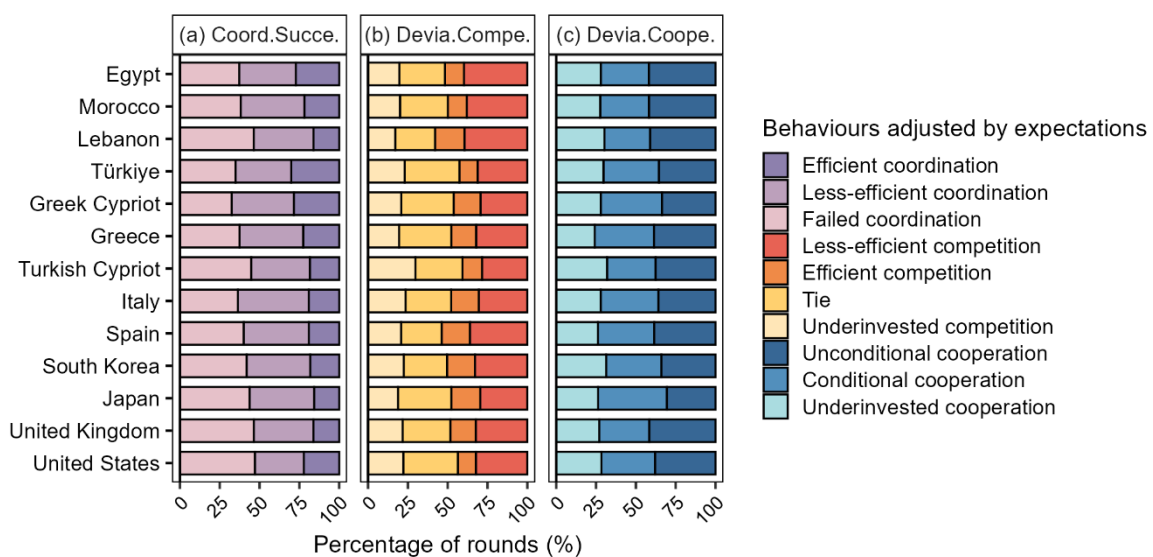 (a) Coord.Succe.
(b) Devia.Compe.
(c) Devia.Coope.
Egypt
Morocco
Lebanon
Türkiye
Greek Cypriot
Greece
Turkish Cypriot
Italy
Spain
South Korea
Japan
United Kingdom
United States
0 25 50 75 100
0 25 50 75 100
0 25 50 75 100
Percentage of rounds (%)
Behaviours adjusted by expectations
Efficient coordination
Less-efficient coordination
Failed coordination
Less-efficient competition
Efficient competition
Tie
Underinvested competition
Unconditional cooperation
Conditional cooperation
Underinvested cooperation